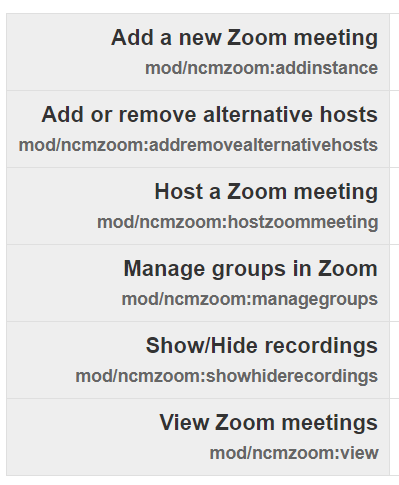 Add a new Zoom meeting
mod/ncmzoom:addinstance
Add or remove alternative hosts
mod/ncmzoom:addremovealternativehosts
Host a Zoom meeting
mod/ncmzoom:hostzoommeeting
Manage groups in Zoom
mod/ncmzoom:managegroups
Show/Hide recordings
mod/ncmzoom:showhiderecordings
View Zoom meetings
mod/ncmzoom:view